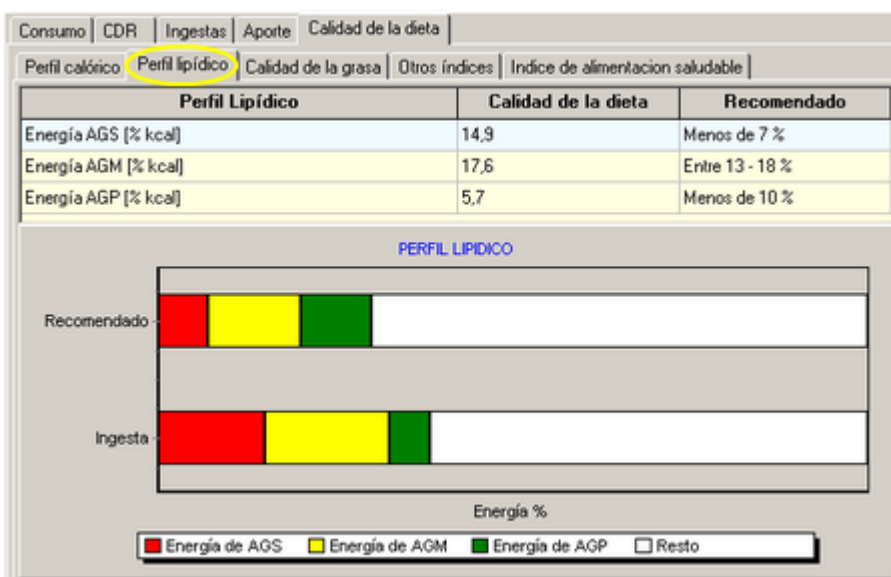 Consumo CDR Ingestas Aporte Calidad de la dieta
Perfil calórico Perfil lipídico Calidad de la grasa Otros índices Indice de alimentacion saludable
Perfil Lipídico Calidad de la dieta Recomendado
Energía AGS [% kcal] 14,9 Menos de 7 %
Energía AGM [% kcal] 17,6 Entre 13 - 18 %
Energía AGP [% kcal] 5,7 Menos de 10 %
PERFIL LIPIDICO
Recomendado
Ingesta
Energía %
Energía de AGS Energía de AGM Energía de AGP Resto